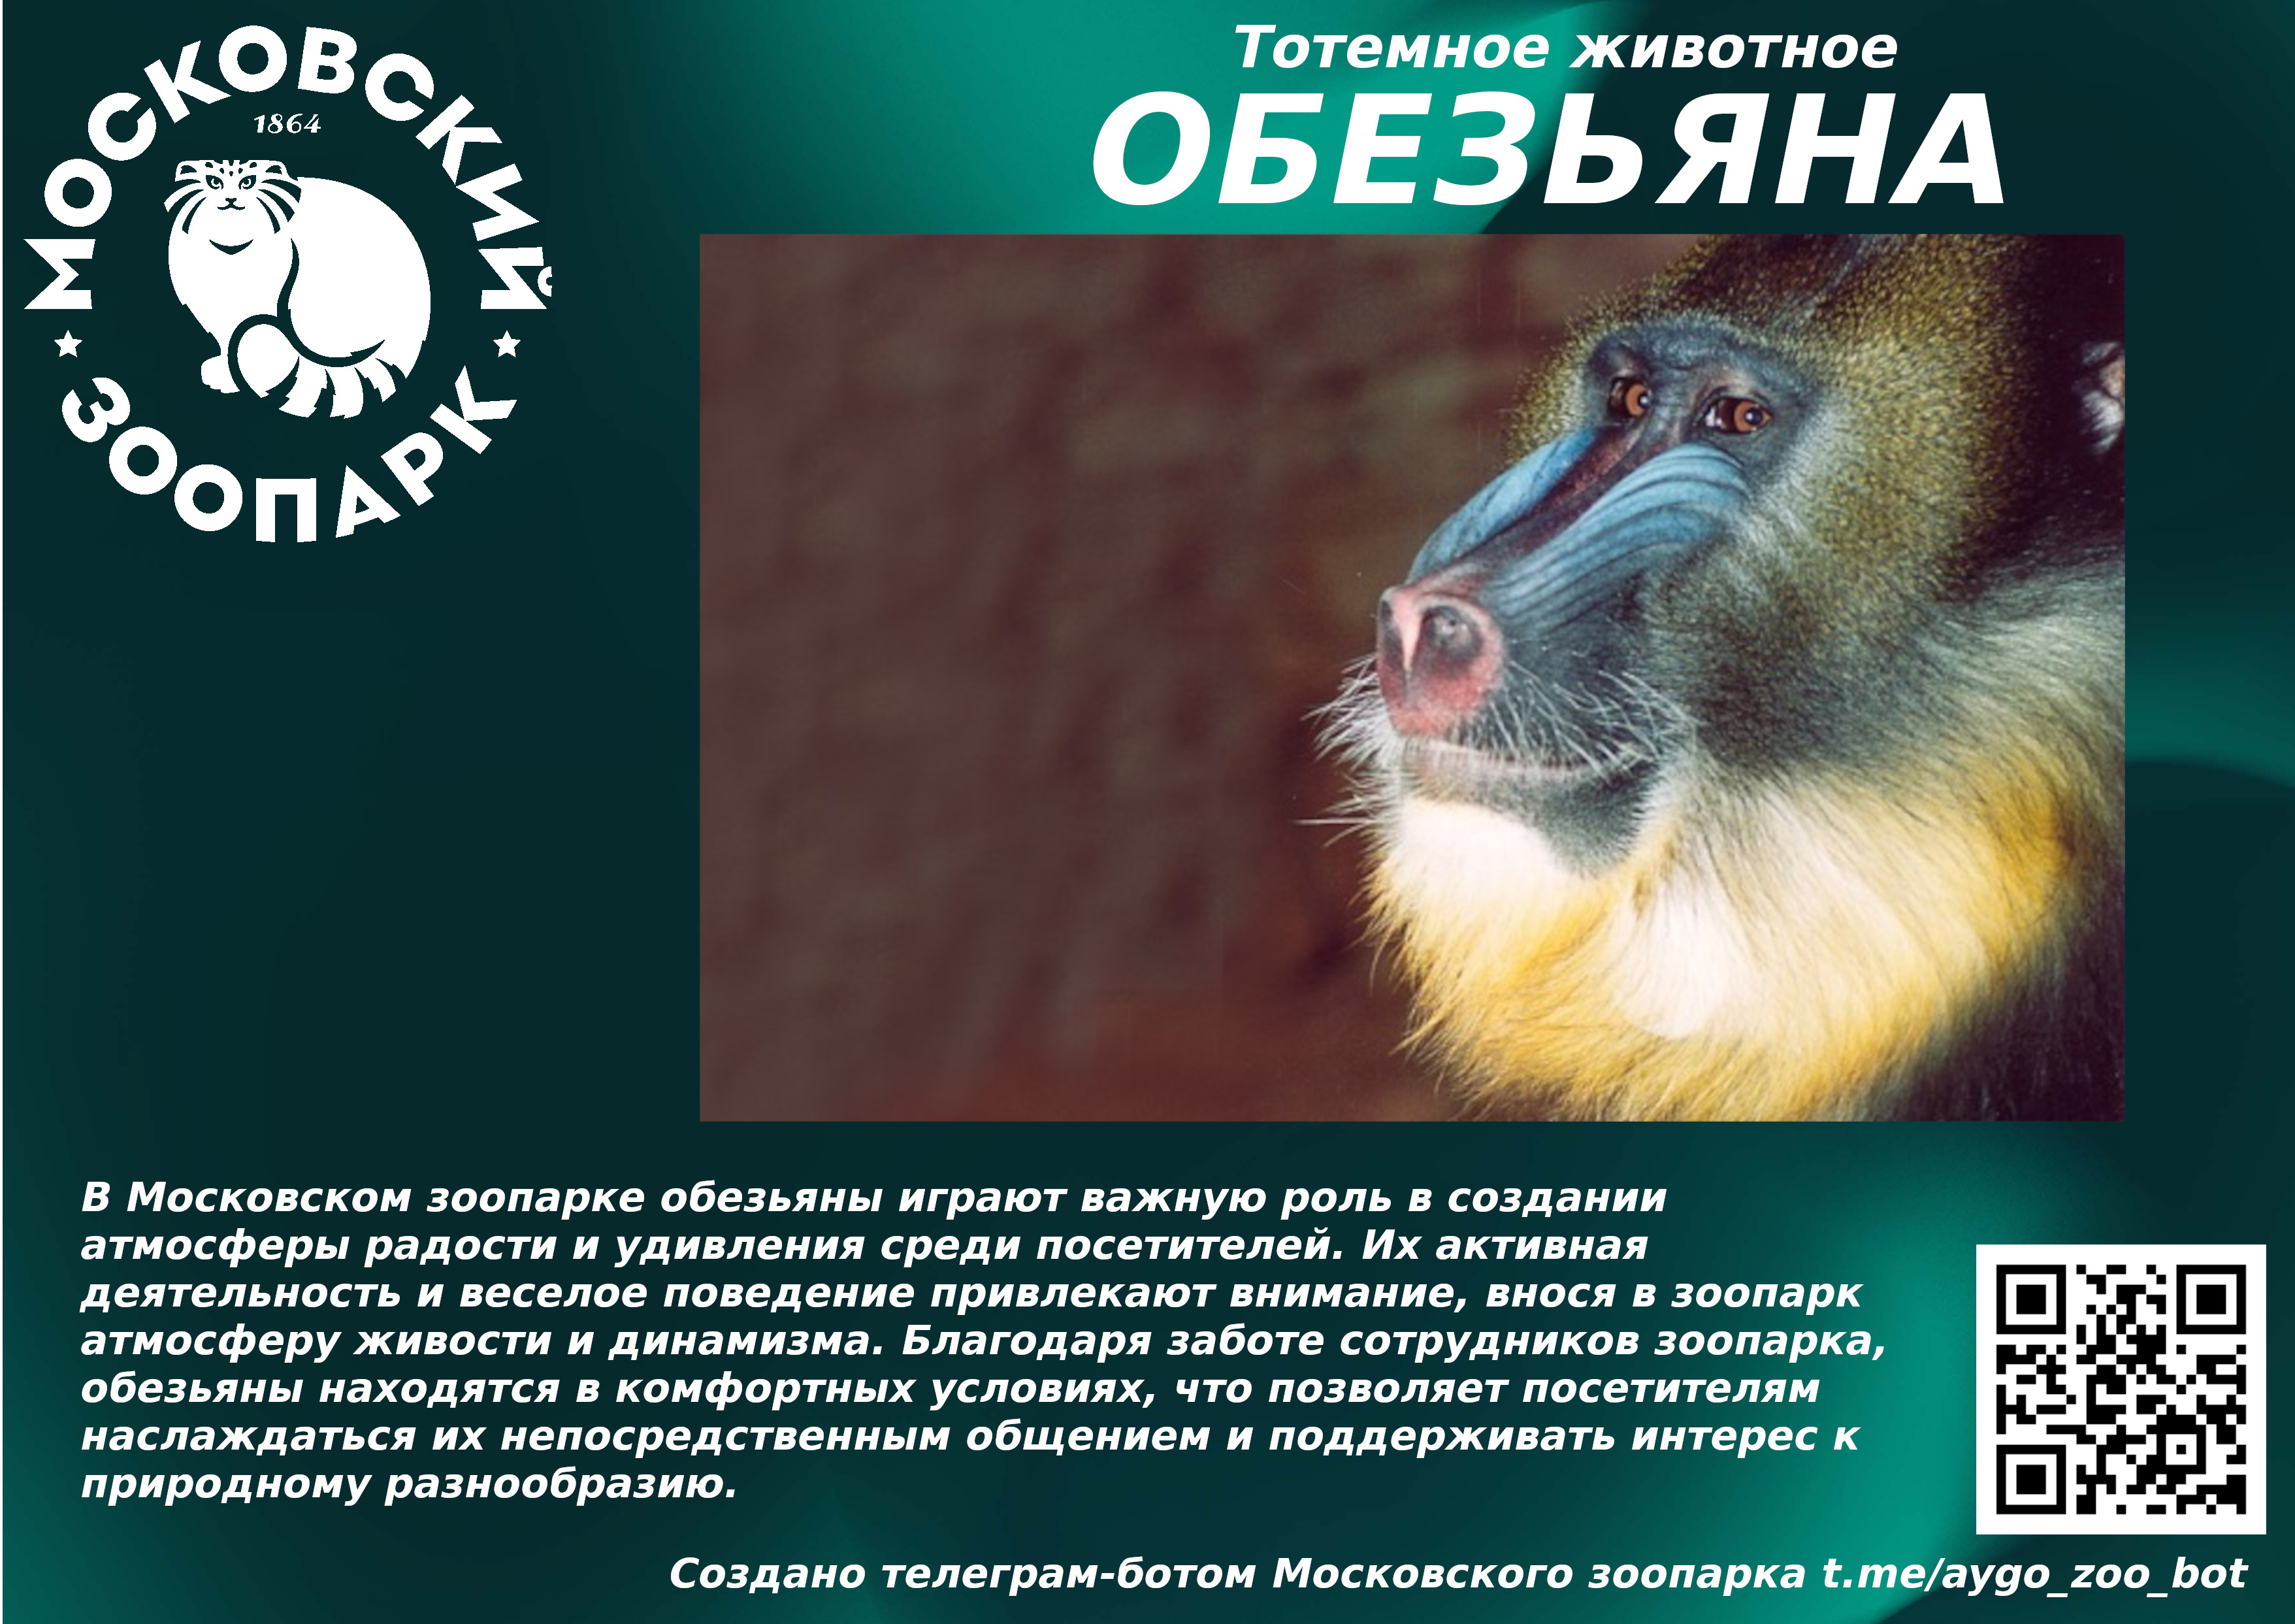 МОСКОВСКИЙ
1864
ЗООПАРК
Тотемное животное
ОБЕЗЬЯНА
В Московском зоопарке обезьяны играют важную роль в создании
атмосферы радости и удивления среди посетителей. Их активная
деятельность и веселое поведение привлекают внимание, внося в зоопарк
атмосферу живости и динамизма. Благодаря заботе сотрудников зоопарка,
обезьяны находятся в комфортных условиях, что позволяет посетителям
наслаждаться их непосредственным общением и поддерживать интерес к
природному разнообразию.
Создано телеграм-ботом Московского зоопарка t.me/aygo_zoo_bot